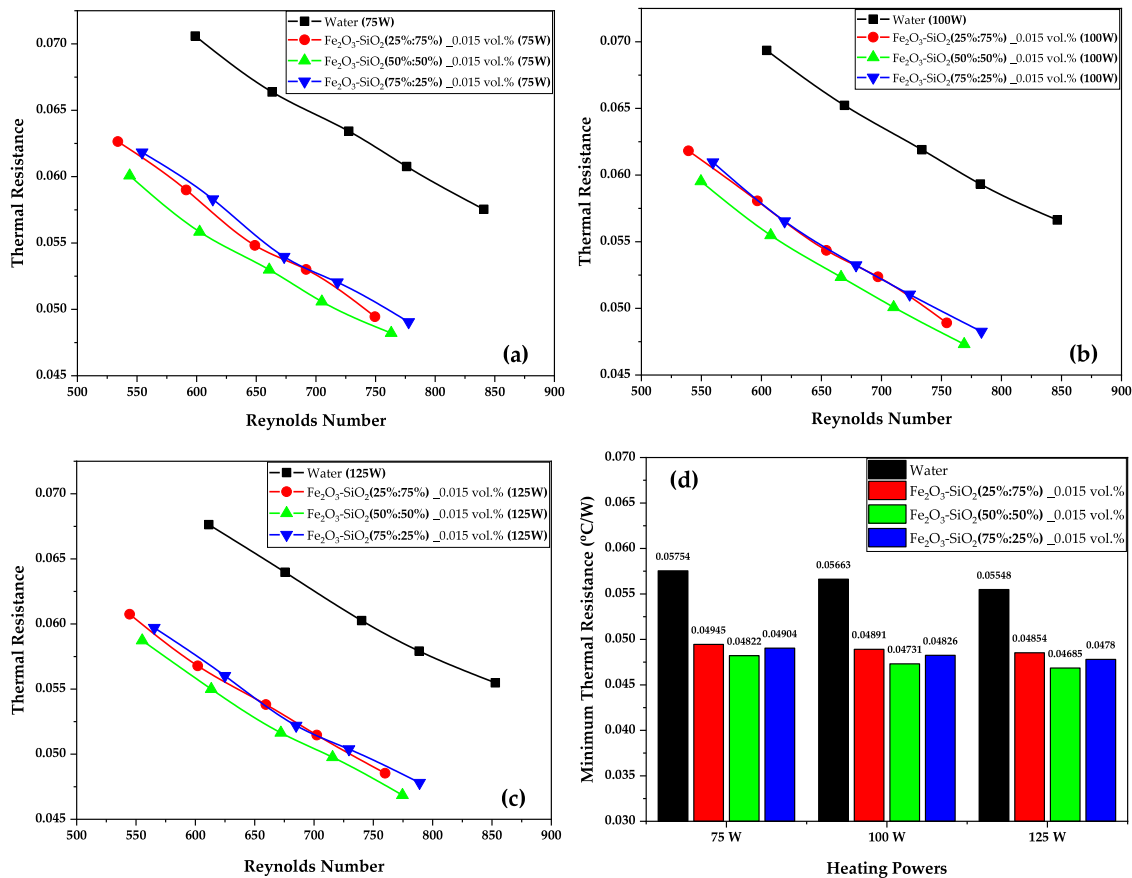 Water (75W)
Fe₂O₃-SiO₂(25%:75%) _0.015 vol.% (75W)
Fe₂O₃-SiO₂(50%:50%) _0.015 vol.% (75W)
Fe₂O₃-SiO₂(75%:25%) _0.015 vol.% (75W)
0.070
0.065
0.060
0.055
0.050
0.045
Thermal Resistance
(a)
500 550 600 650 700 750 800 850 900
Reynolds Number
Water (100W)
Fe₂O₃-SiO₂(25%:75%) _0.015 vol.% (100W)
Fe₂O₃-SiO₂(50%:50%) _0.015 vol.% (100W)
Fe₂O₃-SiO₂(75%:25%) _0.015 vol.% (100W)
0.070
0.065
0.060
0.055
0.050
0.045
Thermal Resistance
(b)
500 550 600 650 700 750 800 850 900
Reynolds Number
Water (125W)
Fe₂O₃-SiO₂(25%:75%) _0.015 vol.% (125W)
Fe₂O₃-SiO₂(50%:50%) _0.015 vol.% (125W)
Fe₂O₃-SiO₂(75%:25%) _0.015 vol.% (125W)
0.070
0.065
0.060
0.055
0.050
0.045
Thermal Resistance
(c)
500 550 600 650 700 750 800 850 900
Reynolds Number
(d)
Water
Fe₂O₃-SiO₂(25%:75%) _0.015 vol.%
Fe₂O₃-SiO₂(50%:50%) _0.015 vol.%
Fe₂O₃-SiO₂(75%:25%) _0.015 vol.%
0.070
0.065
0.060
0.055
0.050
0.045
0.040
0.035
0.030
Minimum Thermal Resistance (°C/W)
0.05754 0.04945 0.04822 0.04904
0.05663 0.04891 0.04731 0.04826
0.05548 0.04854 0.04685 0.0478
75 W 100 W 125 W
Heating Powers